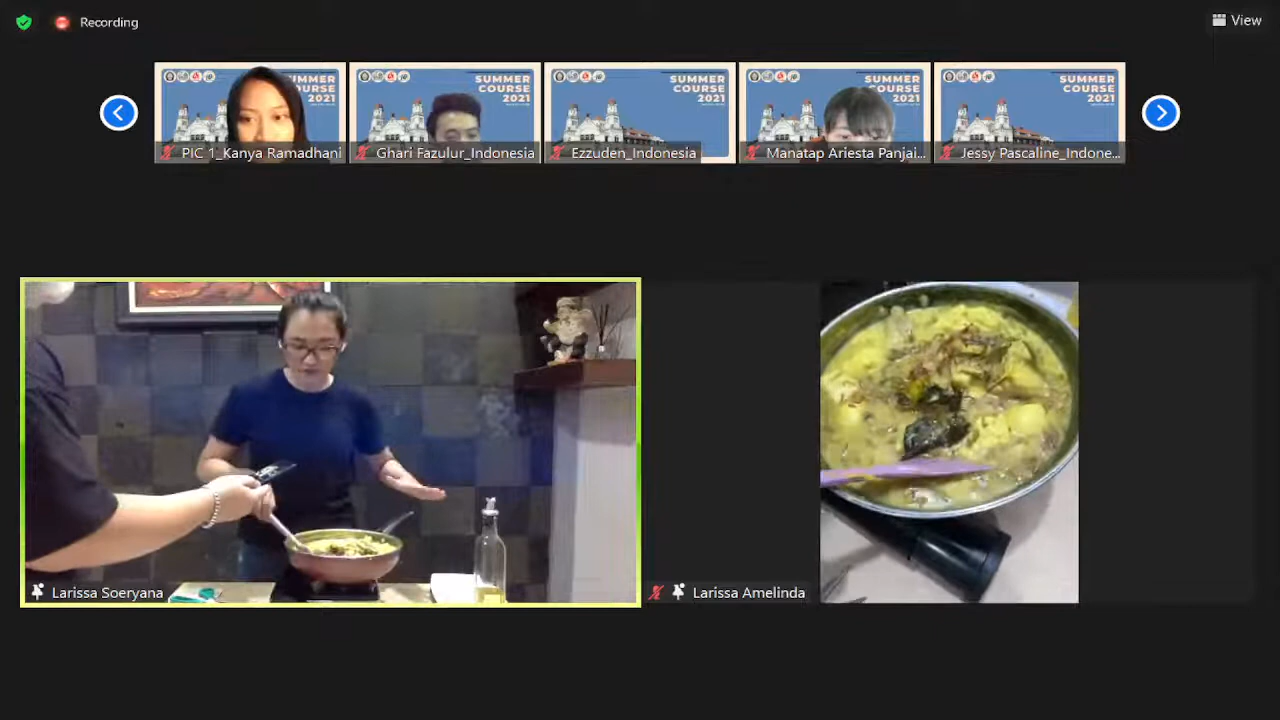 Recording
View
SUMMER
COURSE
2021
PIC 1_Kanya Ramadhani
SUMMER
COURSE
2021
Ghari Fazulur_Indonesia
SUMMER
COURSE
2021
Ezzuden_Indonesia
SUMMER
COURSE
2021
Manatap Ariesta Panjai...
SUMMER
COURSE
2021
Jessy Pascaline_Indone...
Larissa Soeryana
Larissa Amelinda